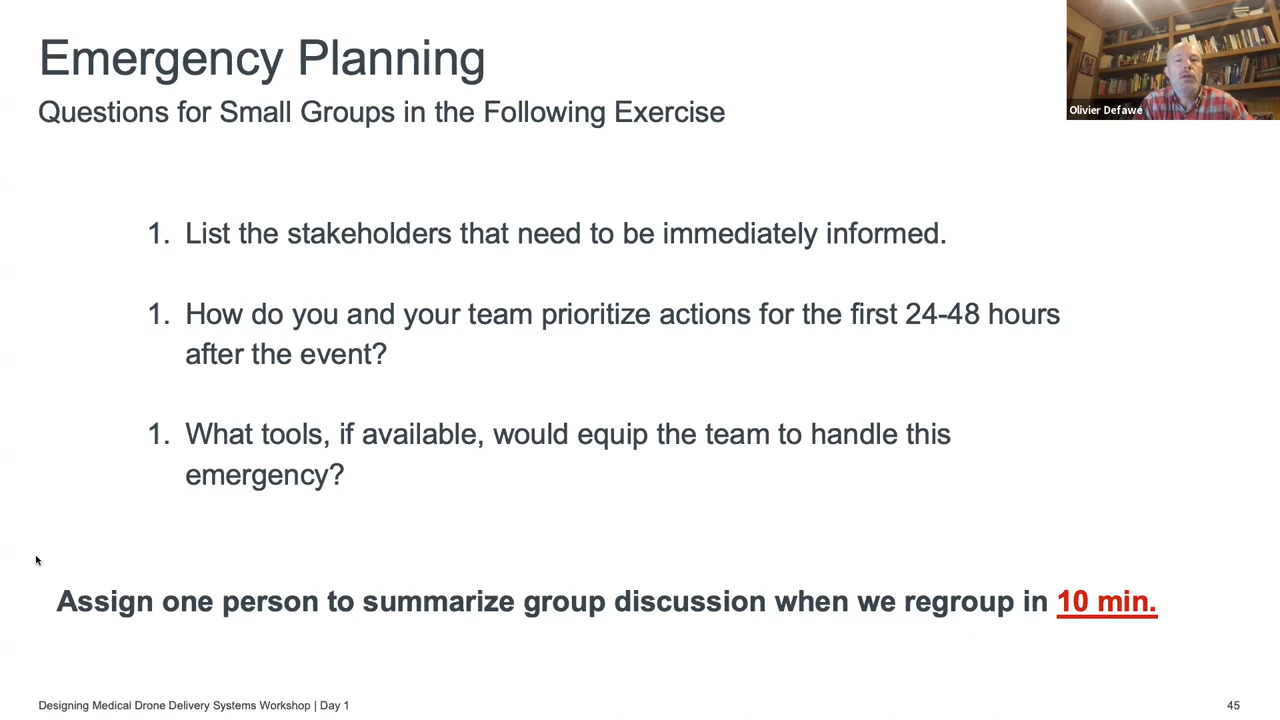 Emergency Planning
Questions for Small Groups in the Following Exercise
Olivier Defawe
1. List the stakeholders that need to be immediately informed.
1. How do you and your team prioritize actions for the first 24-48 hours
after the event?
1. What tools, if available, would equip the team to handle this
emergency?
Assign one person to summarize group discussion when we regroup in 10 min.
Designing Medical Drone Delivery Systems Workshop | Day 1
45